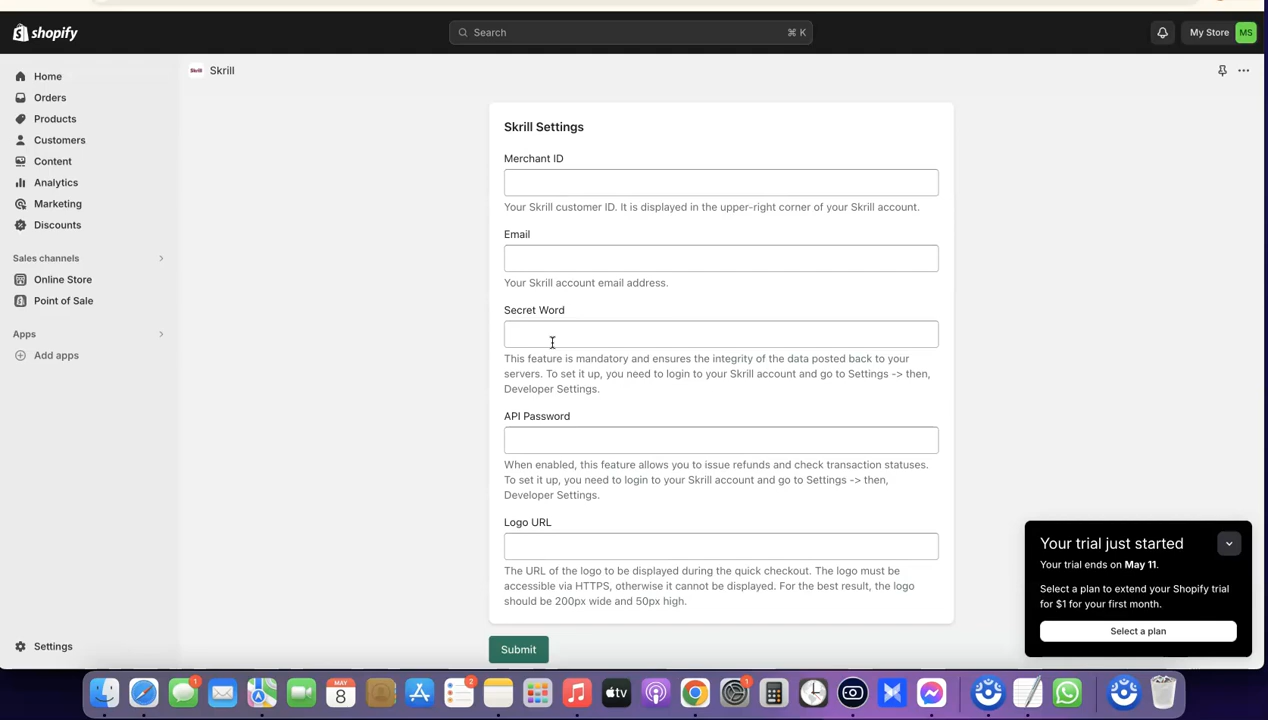 shopify
Search
⌘ K
My Store
MS
Home
Orders
Products
Customers
Content
Analytics
Marketing
Discounts
Sales channels
Online Store
Point of Sale
Apps
Add apps
Settings
Skrill
Skrill
Skrill Settings
Merchant ID
Your Skrill customer ID. It is displayed in the upper-right corner of your Skrill account.
Email
Your Skrill account email address.
Secret Word
This feature is mandatory and ensures the integrity of the data posted back to your
servers. To set it up, you need to login to your Skrill account and go to Settings -> then,
Developer Settings.
API Password
When enabled, this feature allows you to issue refunds and check transaction statuses.
To set it up, you need to login to your Skrill account and go to Settings -> then,
Developer Settings.
Logo URL
The URL of the logo to be displayed during the quick checkout. The logo must be
accessible via HTTPS, otherwise it cannot be displayed. For the best result, the logo
should be 200px wide and 50px high.
Submit
Your trial just started
Your trial ends on May 11.
Select a plan to extend your Shopify trial
for $1 for your first month.
Select a plan
1
MAY
8
2
tv
1